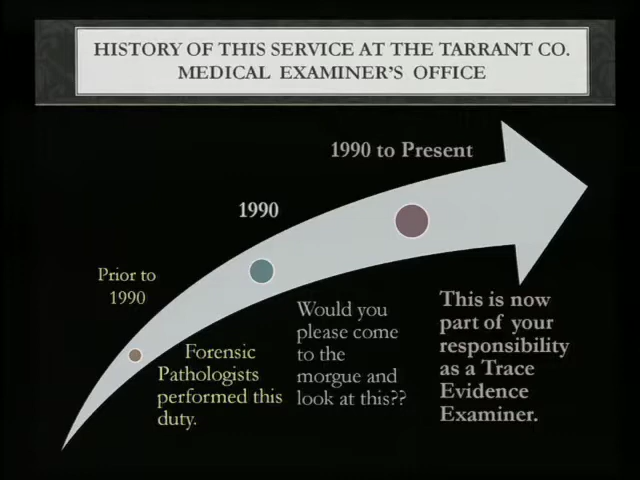 HISTORY OF THIS SERVICE AT THE TARRANT CO.
MEDICAL EXAMINER'S OFFICE
Prior to
1990
Forensic
Pathologists
performed this
duty.
1990
Would you
please come
to the
morgue and
look at this??
1990 to Present
This is now
part of your
responsibility
as a Trace
Evidence
Examiner.